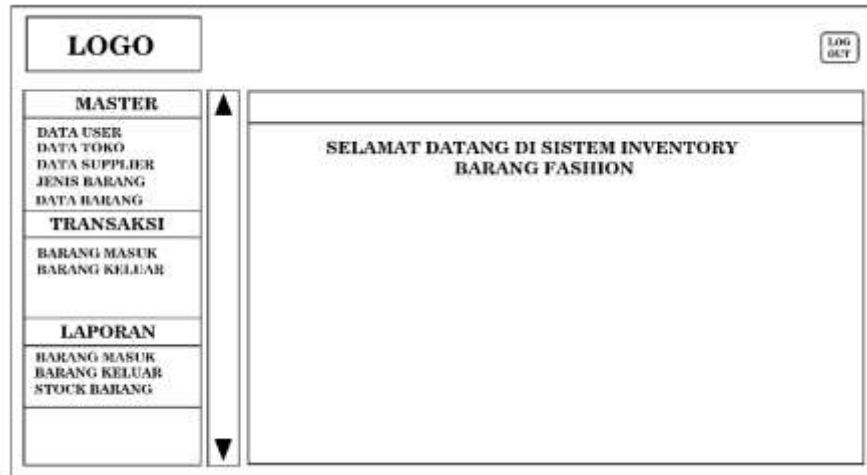 LOGO
LOG
OUT
MASTER
DATA USER
DATA TOKO
DATA SUPPLIER
JENIS BARANG
DATA BARANG
TRANSAKSI
BARANG MASUK
BARANG KELUAR
LAPORAN
BARANG MASUK
BARANG KELUAR
STOCK BARANG
SELAMAT DATANG DI SISTEM INVENTORY
BARANG FASHION